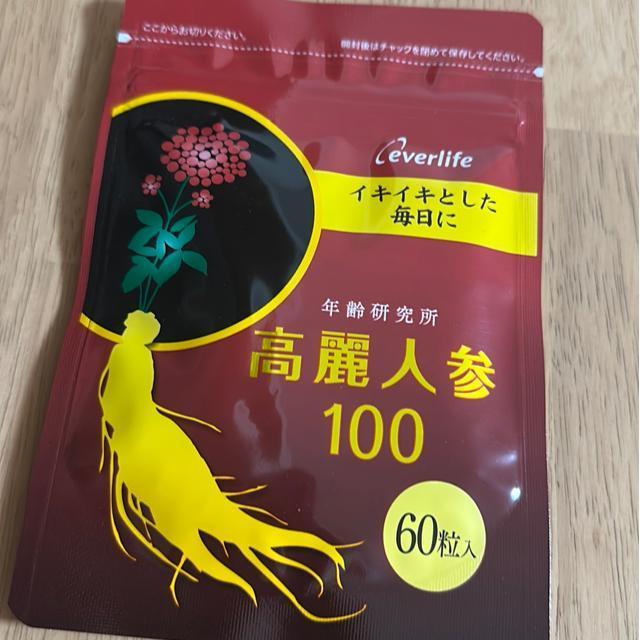 ここからお切りください。
開封後はチャックを閉めて保存してください。
everlife
イキイキとした
毎日に
年齢研究所
高麗人参
100
60粒入